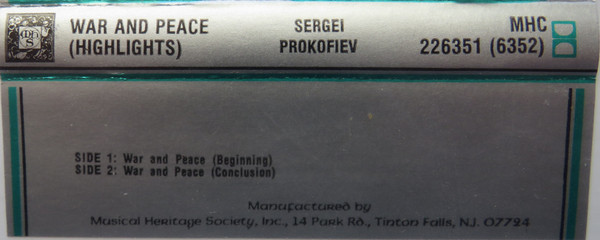 WAR AND PEACE
(HIGHLIGHTS)
SERGEI
PROKOFIEV
MHC
226351 (6352)
SIDE 1: War and Peace (Beginning)
SIDE 2: War and Peace (Conclusion)
Manufactured by
Musical Heritage Society, Inc., 14 Park Rd., Tinton Falls, N.J. 07724